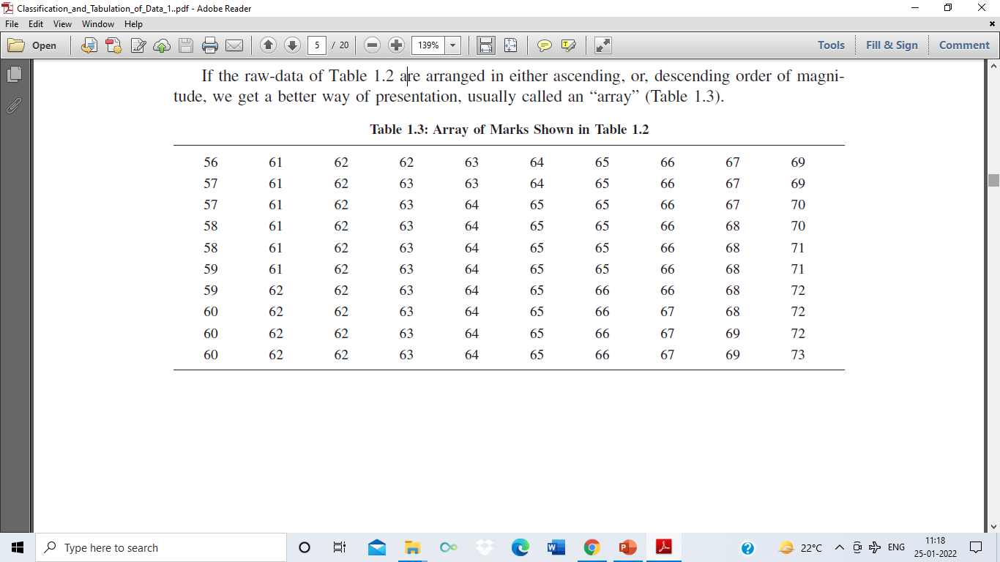 Classification_and_Tabulation_of_Data_1..pdf - Adobe Reader
File Edit View Window Help
Open 5 / 20 139% Tools Fill & Sign Comment
If the raw-data of Table 1.2 are arranged in either ascending, or, descending order of magni-
tude, we get a better way of presentation, usually called an “array” (Table 1.3).
Table 1.3: Array of Marks Shown in Table 1.2
56 61 62 62 63 64 65 66 67 69
57 61 62 63 63 64 65 66 67 69
57 61 62 63 64 65 65 66 67 70
58 61 62 63 64 65 65 66 68 70
58 61 62 63 64 65 65 66 68 71
59 61 62 63 64 65 65 66 68 71
59 62 62 63 64 65 66 66 68 72
60 62 62 63 64 65 66 67 68 72
60 62 62 63 64 65 66 67 69 72
60 62 62 63 64 65 66 67 69 73
Type here to search 22°C ENG 11:18
25-01-2022